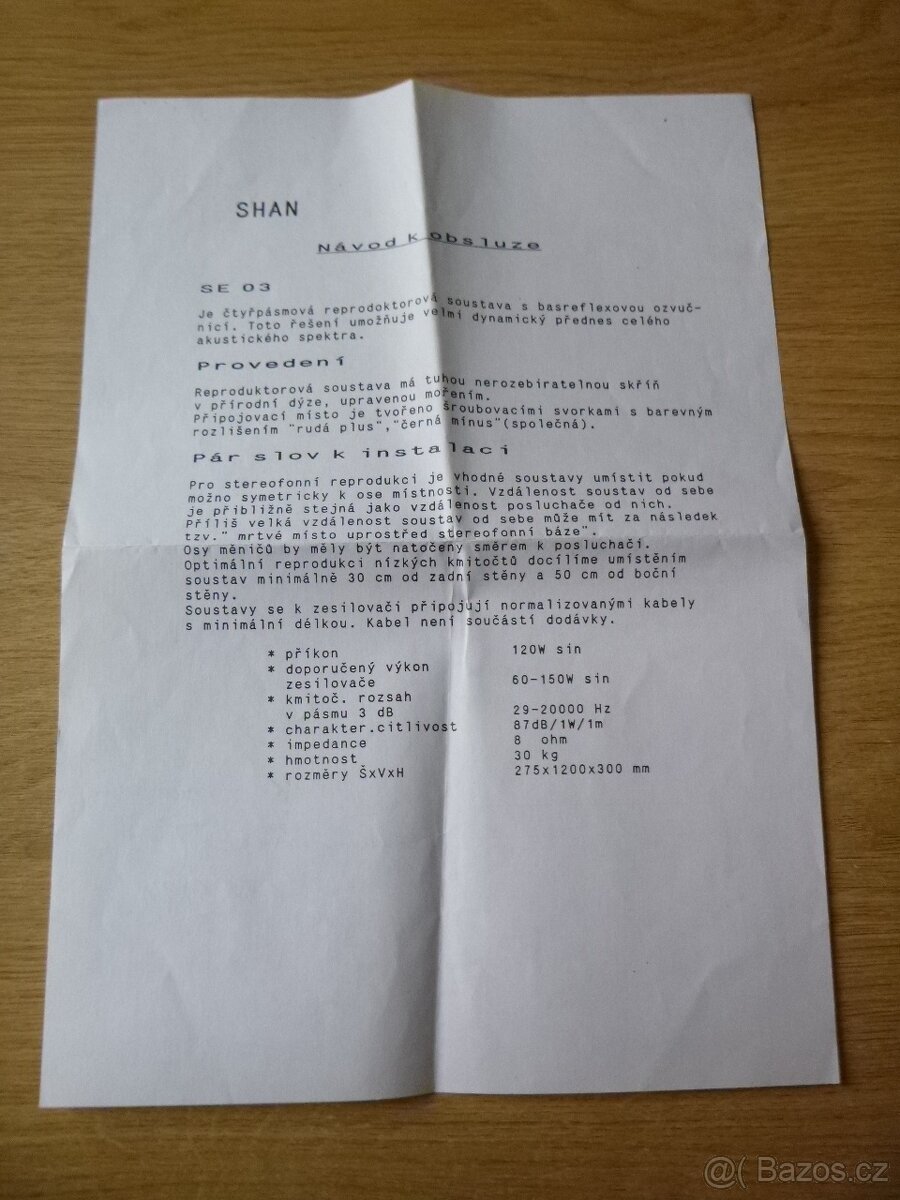 SHAN
Návod k obsluze
SE 03
Je čtyřpásmová reprodoktorová soustava s basreflexovou ozvuč-
nicí. Toto řešení umožňuje velmi dynamický přednes celého
akustického spektra.
Provedení
Reproduktorová soustava má tuhou nerozebiratelnou skříň
v přírodní dýze, upravenou mořením.
Připojovací místo je tvořeno šroubovacími svorkami s barevným
rozlišením "rudá plus","černá mínus"(společná).
Pár slov k instalaci
Pro stereofonní reprodukci je vhodné soustavy umístit pokud
možno symetricky k ose místnosti. Vzdálenost soustav od sebe
je přibližně stejná jako vzdálenost posluchače od nich.
Příliš velká vzdálenost soustav od sebe může mít za následek
tzv." mrtvé místo uprostřed stereofonní báze".
Osy měničů by měly být natočeny směrem k posluchači.
Optimální reprodukci nízkých kmitočtů docílíme umístěním
soustav minimálně 30 cm od zadní stěny a 50 cm od boční
stěny.
Soustavy se k zesilovači připojují normalizovanými kabely
s minimální délkou. Kabel není součástí dodávky.
* příkon 120W sin
* doporučený výkon
zesilovače 60-150W sin
* kmitoč. rozsah
v pásmu 3 dB 29-20000 Hz
* charakter.citlivost 87dB/1W/1m
* impedance 8 ohm
* hmotnost 30 kg
* rozměry ŠxVxH 275x1200x300 mm
@( Bazos.cz